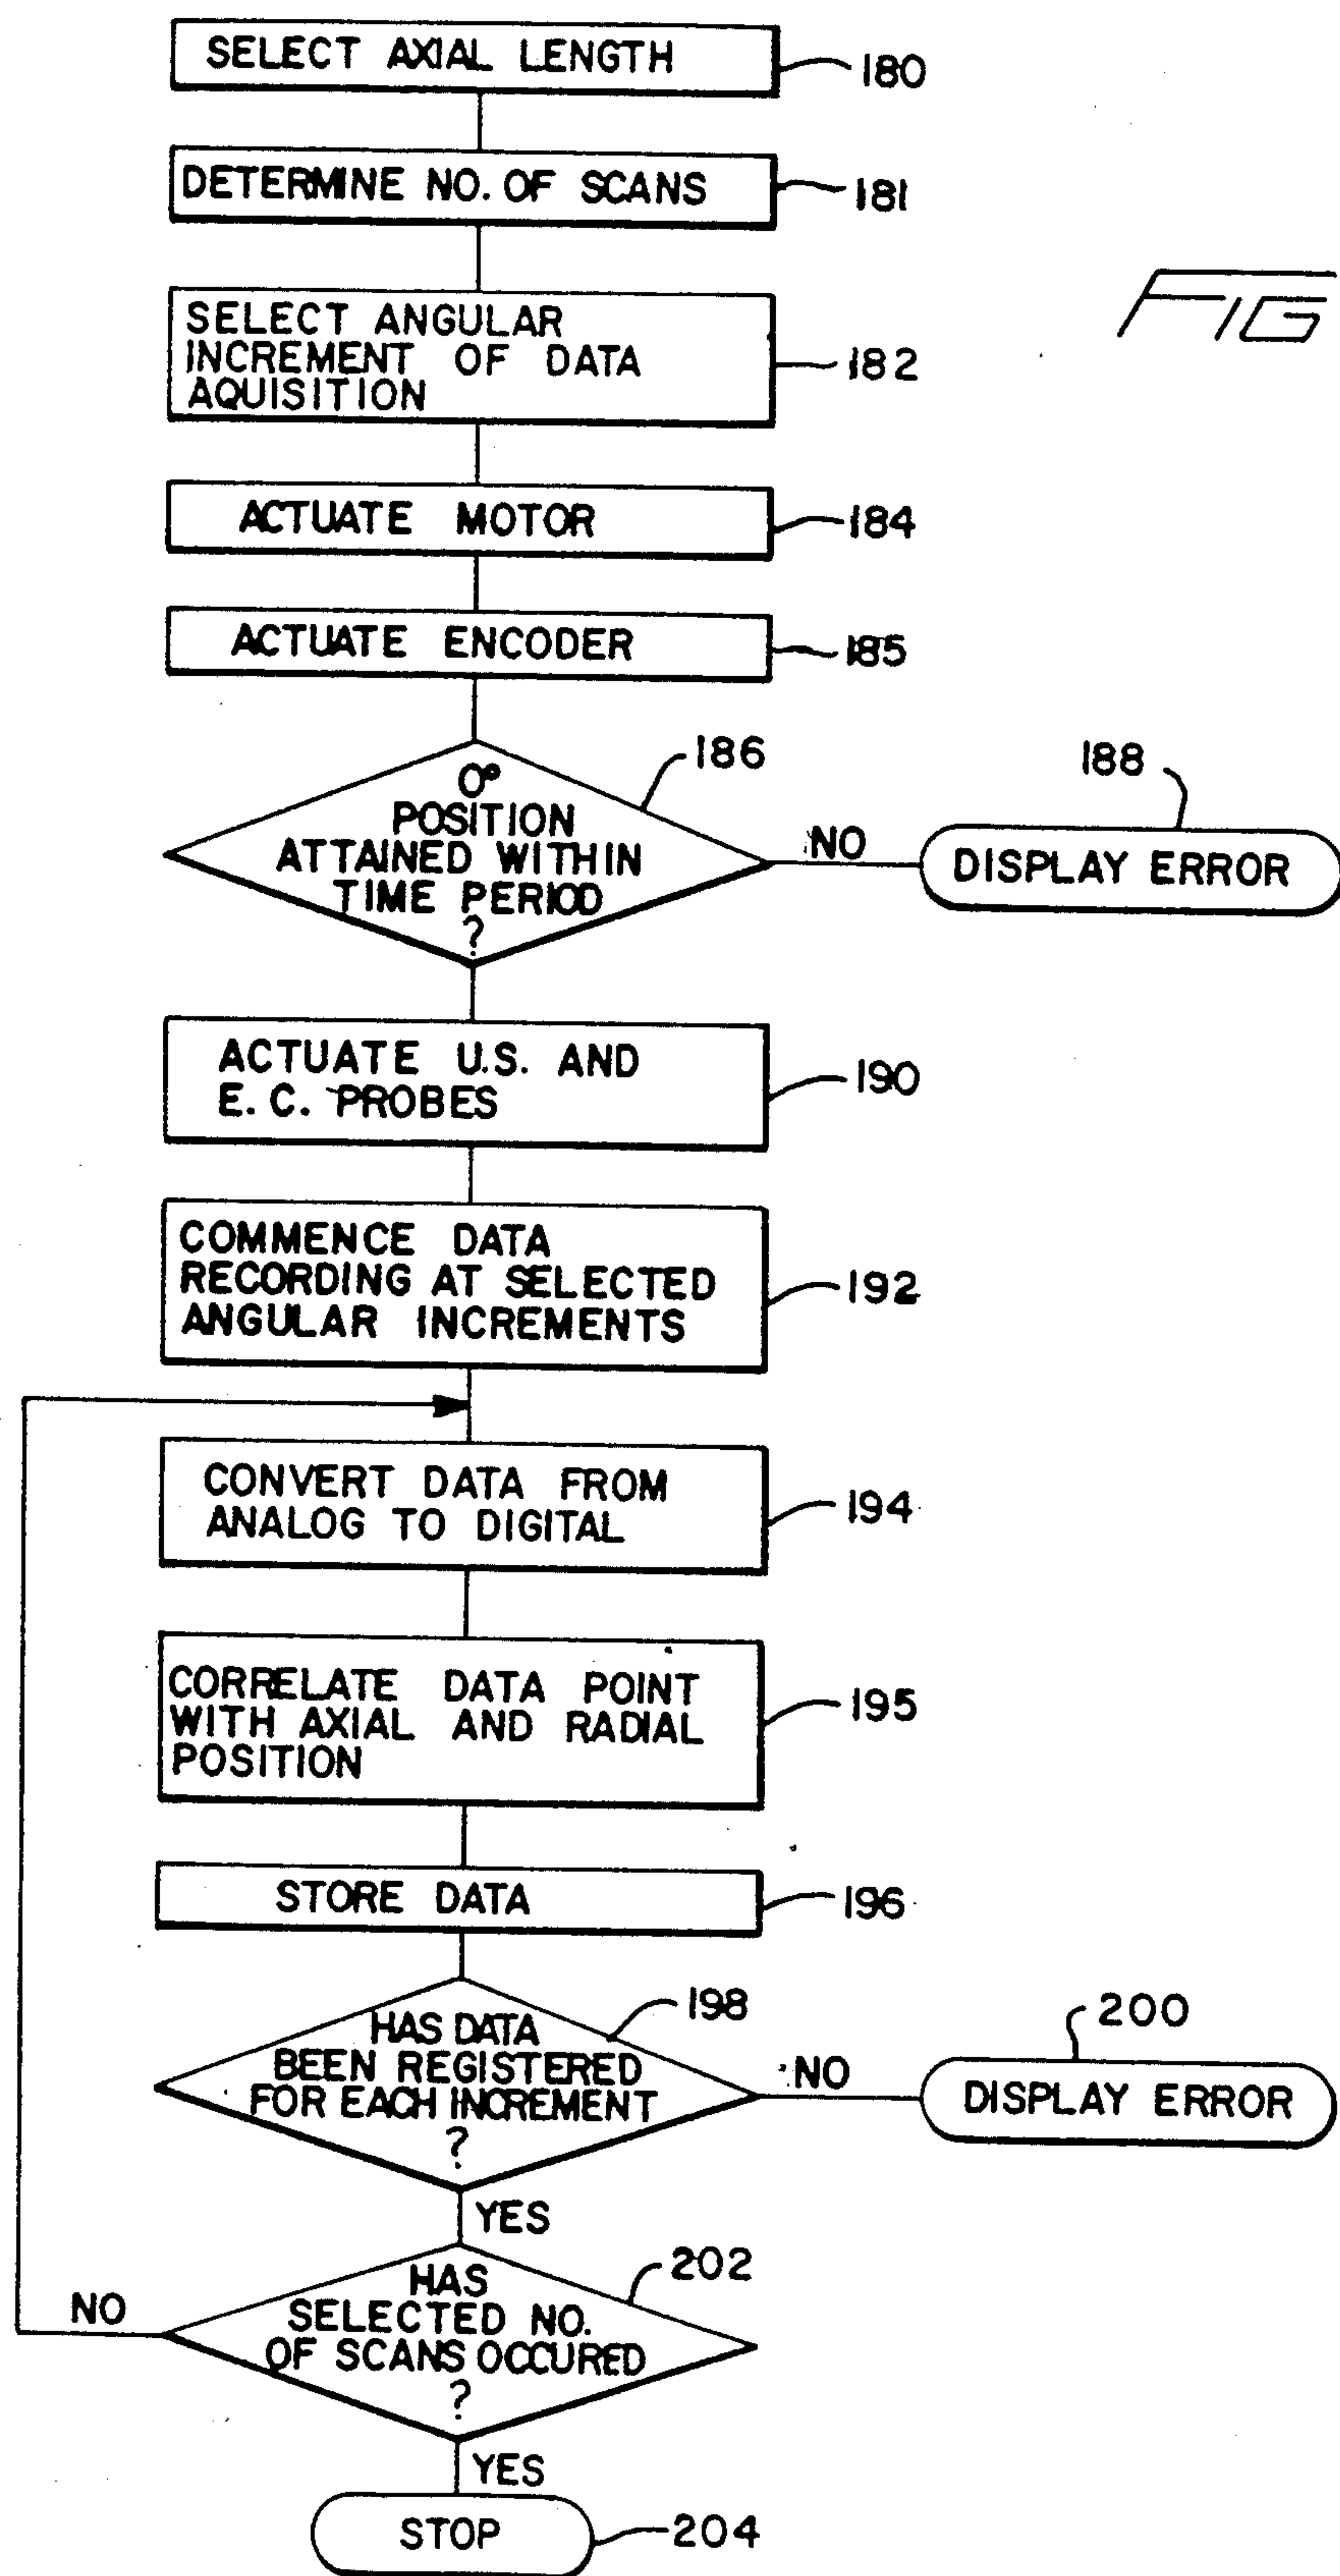 SELECT AXIAL LENGTH
180
DETERMINE NO. OF SCANS
181
FIG
SELECT ANGULAR
INCREMENT OF DATA
AQUISITION
182
ACTUATE MOTOR
184
ACTUATE ENCODER
185
186
0°
POSITION
ATTAINED WITHIN
TIME PERIOD
?
NO
188
DISPLAY ERROR
ACTUATE U.S. AND
E.C. PROBES
190
COMMENCE DATA
RECORDING AT SELECTED
ANGULAR INCREMENTS
192
CONVERT DATA FROM
ANALOG TO DIGITAL
194
CORRELATE DATA POINT
WITH AXIAL AND RADIAL
POSITION
195
STORE DATA
196
198
HAS DATA
BEEN REGISTERED
FOR EACH INCREMENT
?
NO
200
DISPLAY ERROR
YES
202
HAS
SELECTED NO.
OF SCANS OCCURED
?
NO
YES
STOP
204